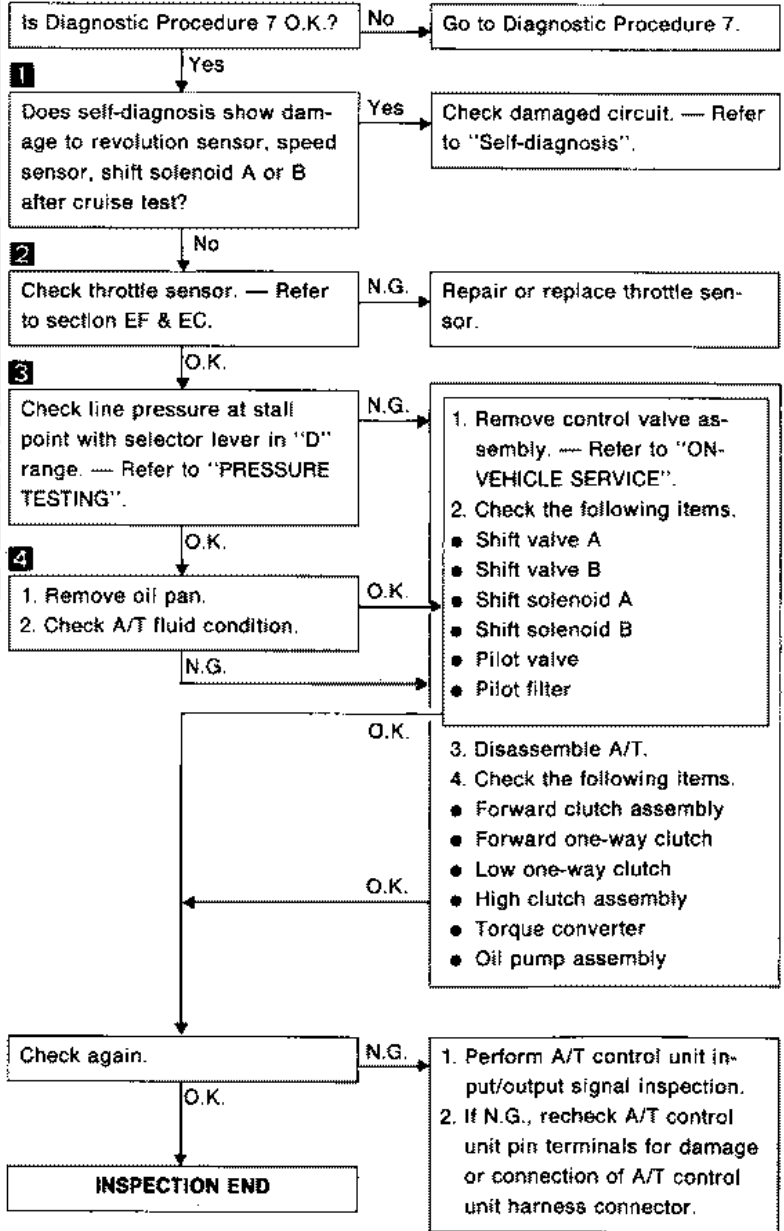 Is Diagnostic Procedure 7 O.K.?
No
Go to Diagnostic Procedure 7.
Yes
1
Does self-diagnosis show dam-
age to revolution sensor, speed
sensor, shift solenoid A or B
after cruise test?
Yes
Check damaged circuit. — Refer
to "Self-diagnosis".
No
2
Check throttle sensor. — Refer
to section EF & EC.
N.G.
Repair or replace throttle sen-
sor.
O.K.
3
Check line pressure at stall
point with selector lever in "D"
range. — Refer to "PRESSURE
TESTING".
N.G.
O.K.
4
1. Remove oil pan.
2. Check A/T fluid condition.
O.K.
N.G.
1. Remove control valve as-
sembly. — Refer to "ON-
VEHICLE SERVICE".
2. Check the following items.
● Shift valve A
● Shift valve B
● Shift solenoid A
● Shift solenoid B
● Pilot valve
● Pilot filter
O.K.
3. Disassemble A/T.
4. Check the following items.
● Forward clutch assembly
● Forward one-way clutch
● Low one-way clutch
● High clutch assembly
● Torque converter
● Oil pump assembly
O.K.
Check again.
N.G.
1. Perform A/T control unit in-
put/output signal inspection.
2. If N.G., recheck A/T control
unit pin terminals for damage
or connection of A/T control
unit harness connector.
O.K.
INSPECTION END